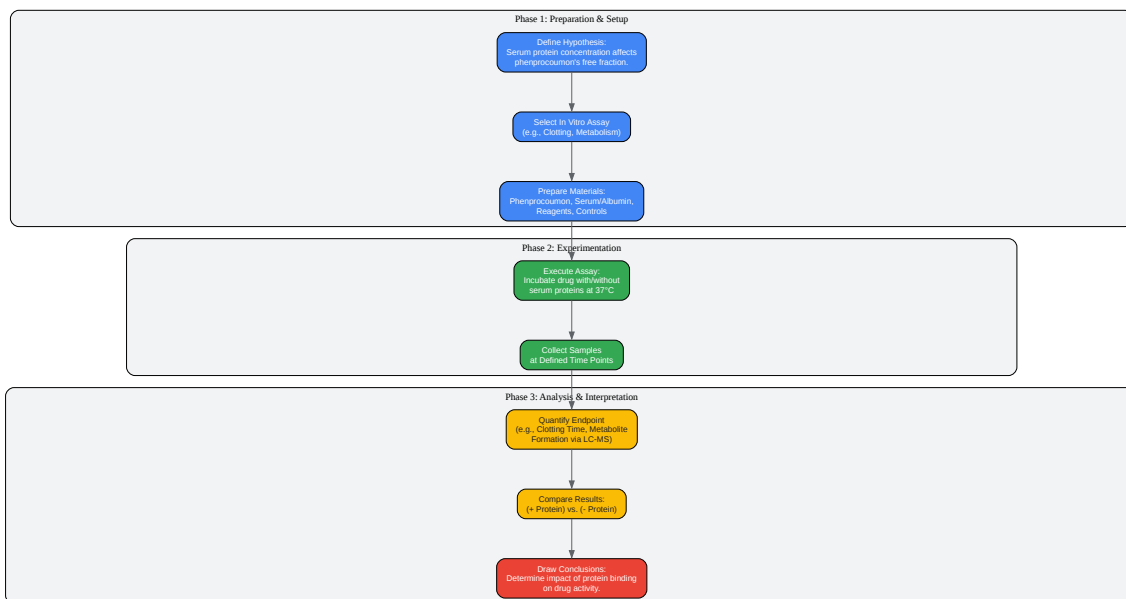 Phase 1: Preparation & Setup
Define Hypothesis:
Serum protein concentration affects
phenprocoumon's free fraction.
Select In Vitro Assay
(e.g., Clotting, Metabolism)
Prepare Materials:
Phenprocoumon, Serum/Albumin,
Reagents, Controls
Phase 2: Experimentation
Execute Assay:
Incubate drug with/without
serum proteins at 37°C
Collect Samples
at Defined Time Points
Phase 3: Analysis & Interpretation
Quantify Endpoint
(e.g., Clotting Time, Metabolite
Formation via LC-MS)
Compare Results:
(+ Protein) vs. (- Protein)
Draw Conclusions:
Determine impact of protein binding
on drug activity.